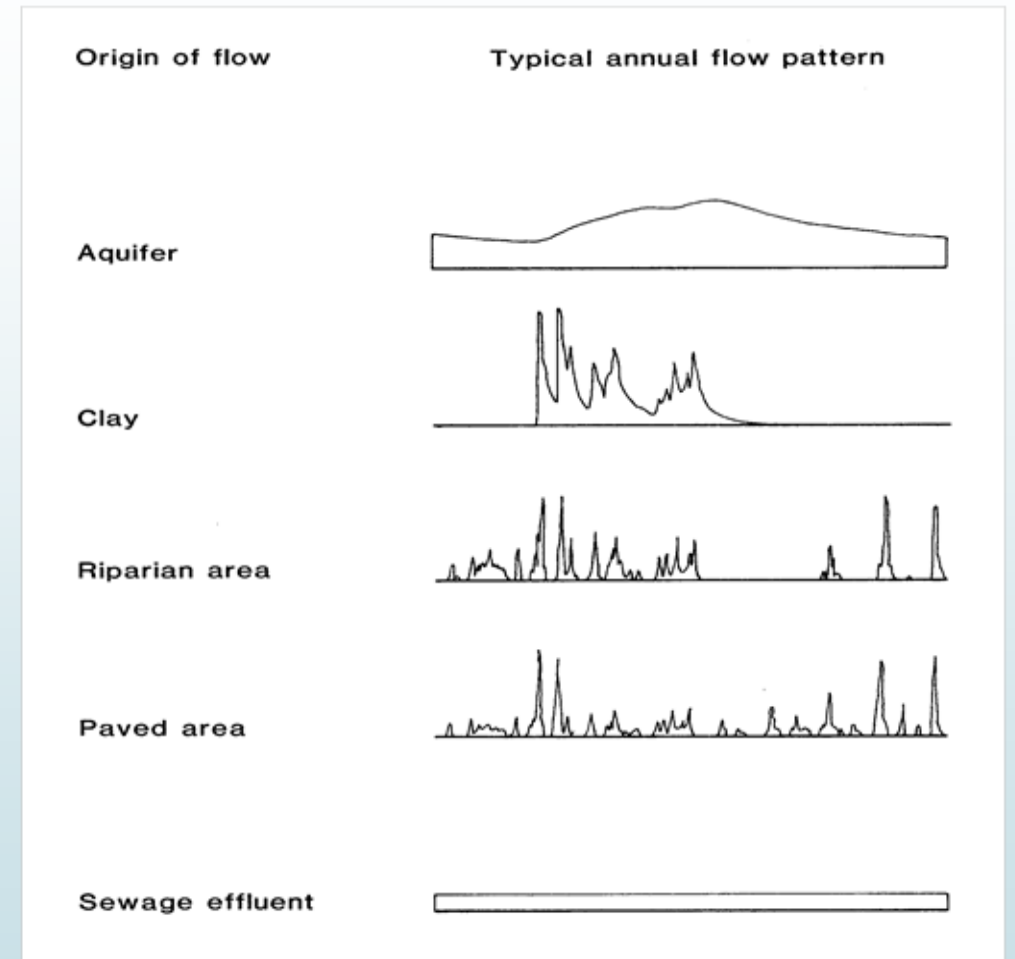 Origin of flow
Typical annual flow pattern
Aquifer
Clay
Riparian area
Paved area
Sewage effluent